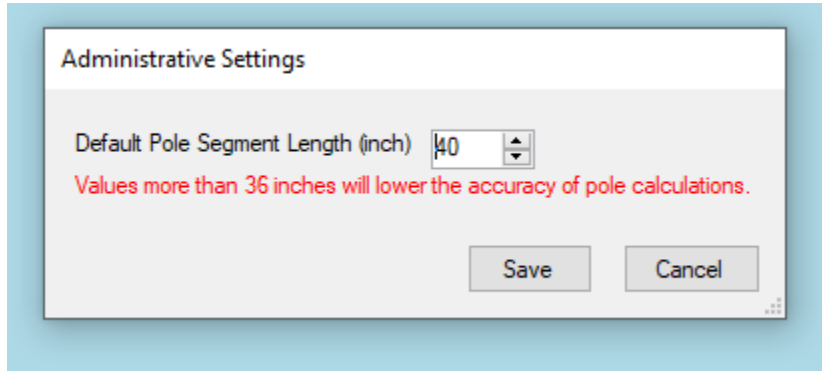 Administrative Settings
Default Pole Segment Length (inch) 40
Values more than 36 inches will lower the accuracy of pole calculations.
Save Cancel